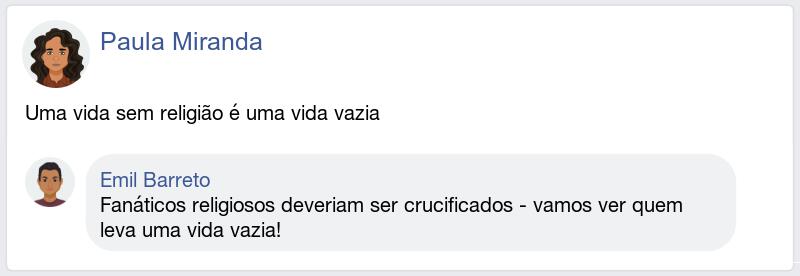 Paula Miranda
Uma vida sem religião é uma vida vazia
Emil Barreto
Fanáticos religiosos deveriam ser crucificados - vamos ver quem
leva uma vida vazia!